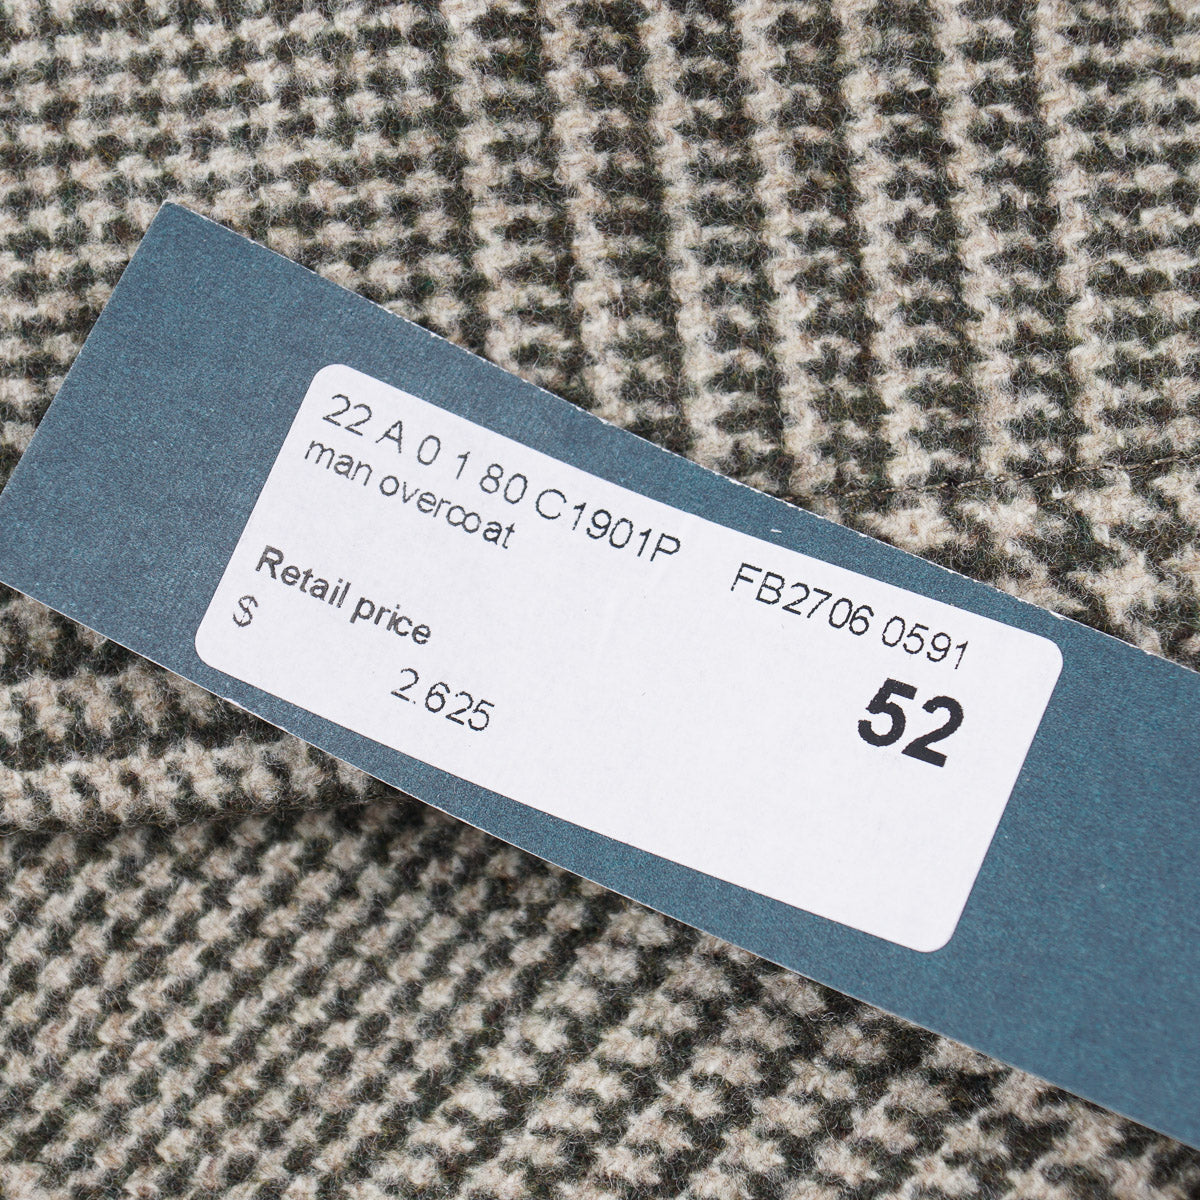 22 A 0 1 80 C1901P FB2706 0591
man overcoat
Retail price
$
2.625
52